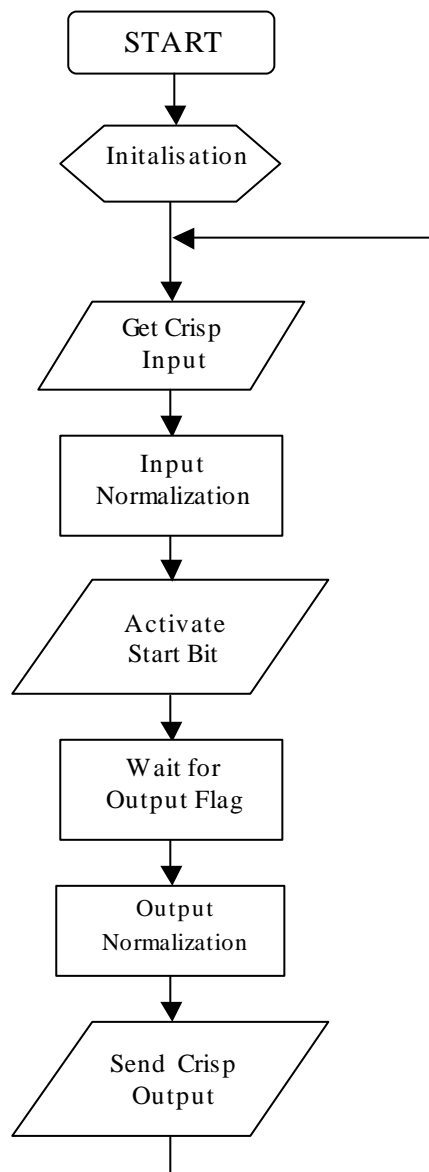 START
Initalisation
Get Crisp
Input
Input
Normalization
Activate
Start Bit
Wait for
Output Flag
Output
Normalization
Send Crisp
Output